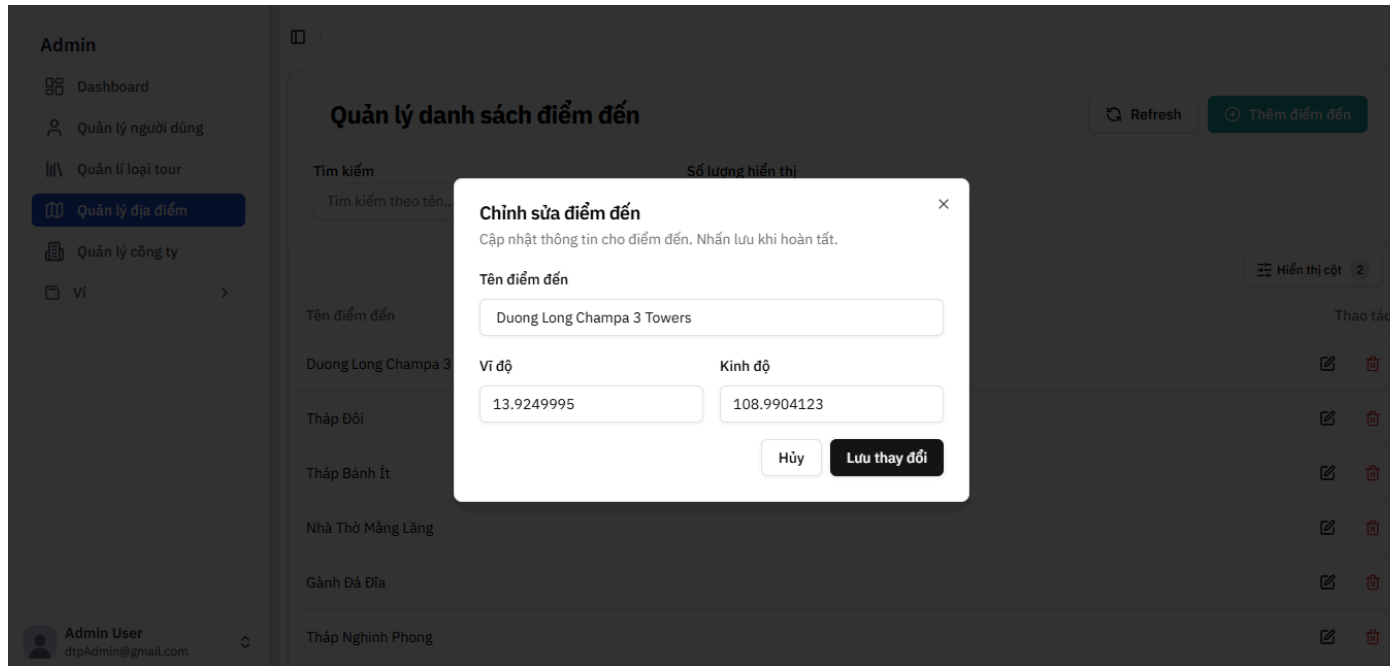 Admin
Dashboard
Quản lý người dùng
Quản lí loại tour
Quản lý địa điểm
Quản lý công ty
Ví
Admin User
dtpAdmin@gmail.com
Quản lý danh sách điểm đến
Refresh
Thêm điểm đến
Tìm kiếm
Số lượng hiển thị
Tìm kiếm theo tên..
Hiển thị cột 2
Tên điểm đến
Thao tác
Duong Long Champa 3
Tháp Đôi
Tháp Bánh Ít
Nhà Thờ Mằng Lăng
Gành Đá Đĩa
Tháp Nghinh Phong
Chỉnh sửa điểm đến
Cập nhật thông tin cho điểm đến. Nhấn lưu khi hoàn tất.
Tên điểm đến
Duong Long Champa 3 Towers
Vĩ độ
Kinh độ
13.9249995
108.9904123
Hủy
Lưu thay đổi